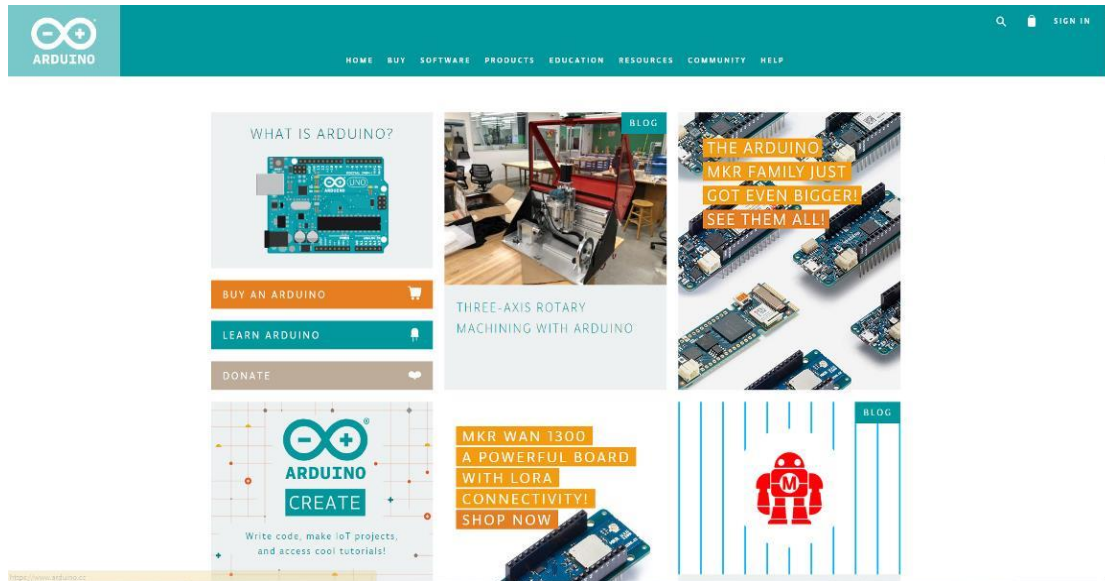 SIGN IN
ARDUINO
HOME BUY SOFTWARE PRODUCTS EDUCATION RESOURCES COMMUNITY HELP
WHAT IS ARDUINO?
UNO
ARDUINO
BUY AN ARDUINO
LEARN ARDUINO
DONATE
BLOG
THREE-AXIS ROTARY
MACHINING WITH ARDUINO
THE ARDUINO
MKR FAMILY JUST
GOT EVEN BIGGER!
SEE THEM ALL!
ARDUINO
CREATE
Write code, make IoT projects,
and access cool tutorials!
MKR WAN 1300
A POWERFUL BOARD
WITH LORA
CONNECTIVITY!
SHOP NOW
BLOG
M
https://www.arduino.cc